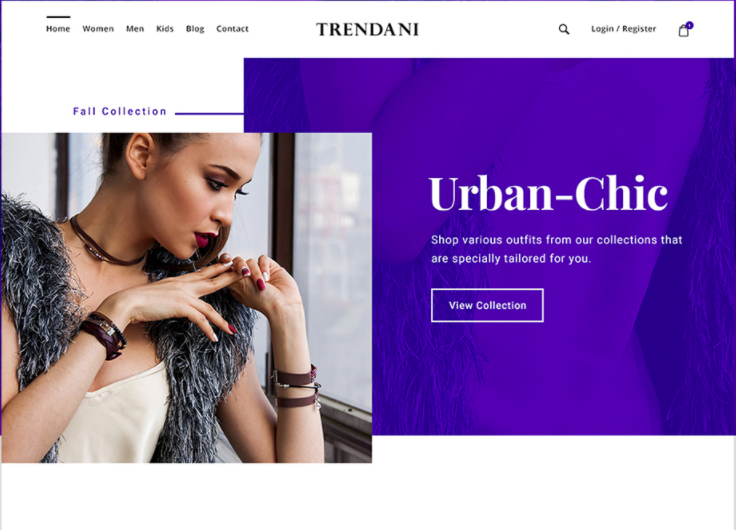 Home Women Men Kids Blog Contact
TRENDANI
Login / Register
Fall Collection
Urban-Chic
Shop various outfits from our collections that
are specially tailored for you.
View Collection